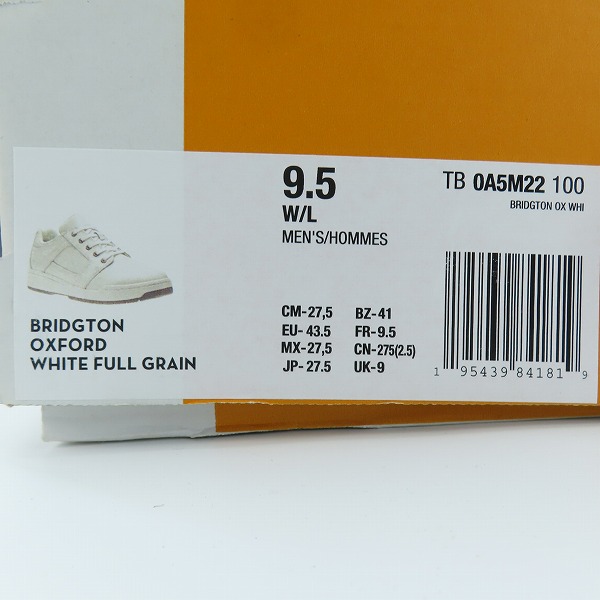 9.5
W/L
MEN'S/HOMMES
TB 0A5M22 100
BRIDGTON OX WHI
BRIDGTON
OXFORD
WHITE FULL GRAIN
CM-27,5 BZ-41
EU- 43.5 FR-9.5
MX-27,5 CN-275(2.5)
JP- 27.5 UK-9
1 95439 84181 9